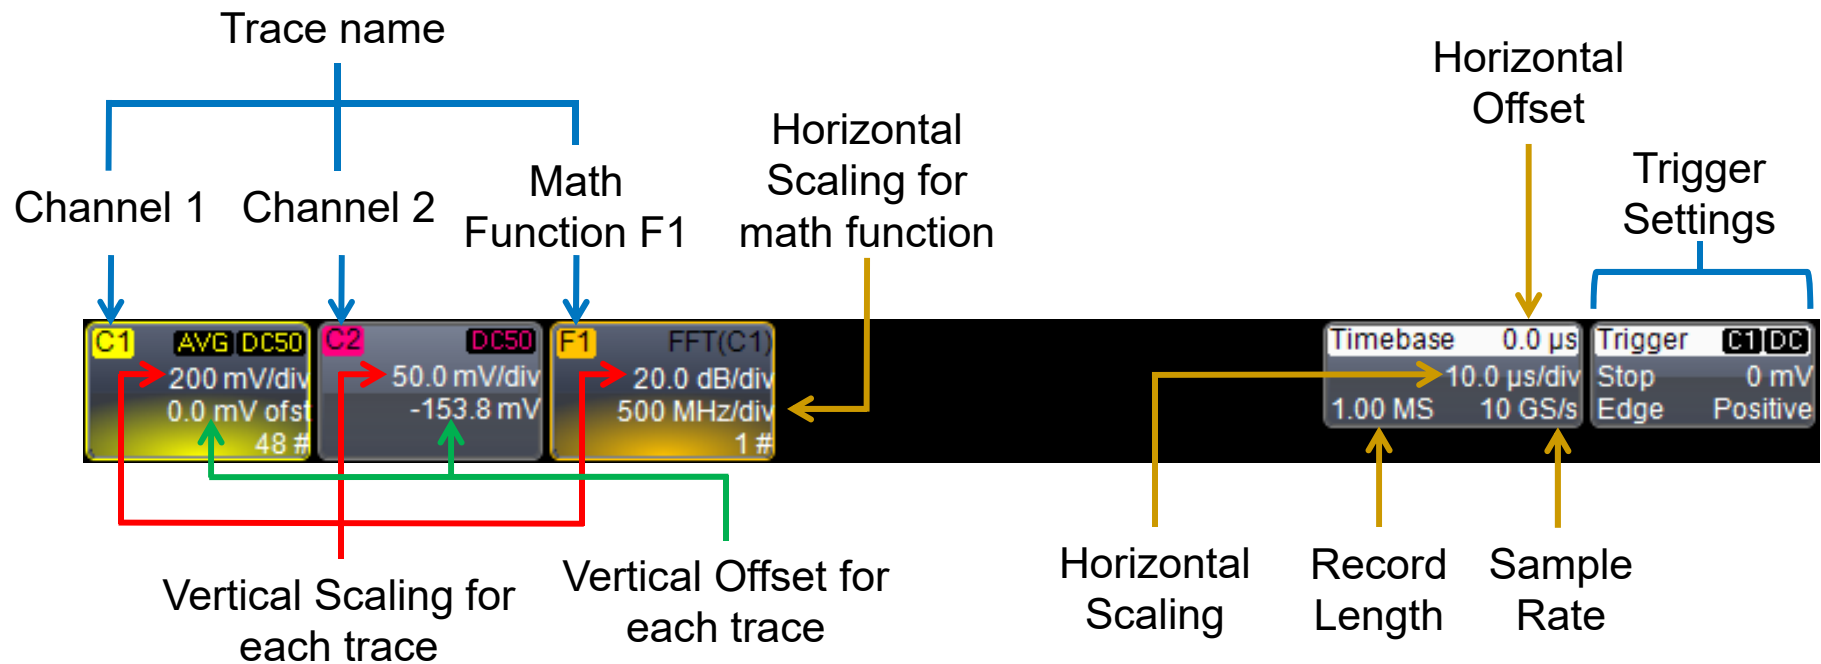 Trace name
Horizontal
Offset
Horizontal
Scaling for
math function
Trigger
Settings
Channel 1
Channel 2
Math
Function F1
C1 AVG DC50
200 mV/div
0.0 mV ofst
48 #
C2 DC50
50.0 mV/div
-153.8 mV
F1 FFT(C1)
20.0 dB/div
500 MHz/div
1 #
Timebase 0.0 µs
10.0 µs/div
1.00 MS 10 GS/s
Trigger C1 DC
Stop 0 mV
Edge Positive
Vertical Scaling for
each trace
Vertical Offset for
each trace
Horizontal
Scaling
Record
Length
Sample
Rate